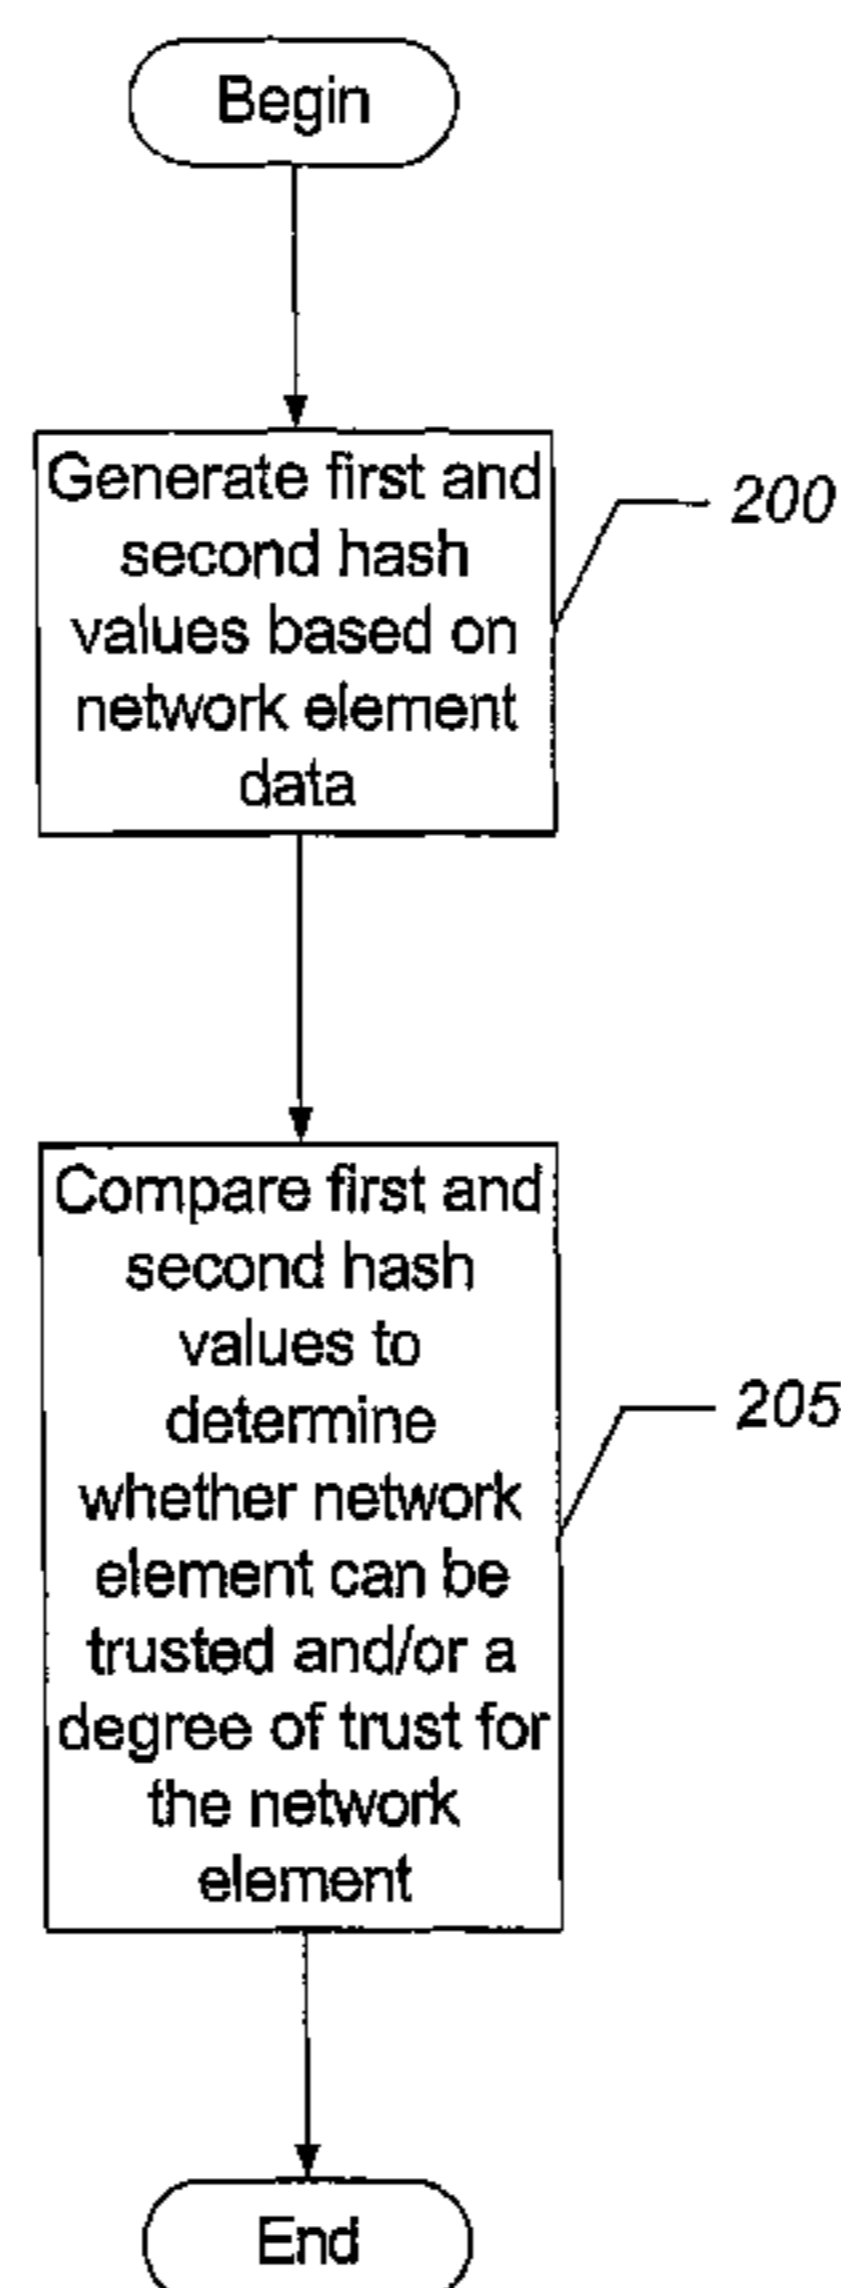 Begin
Generate first and
second hash
values based on
network element
data
200
Compare first and
second hash
values to
determine
whether network
element can be
trusted and/or a
degree of trust for
the network
element
205
End